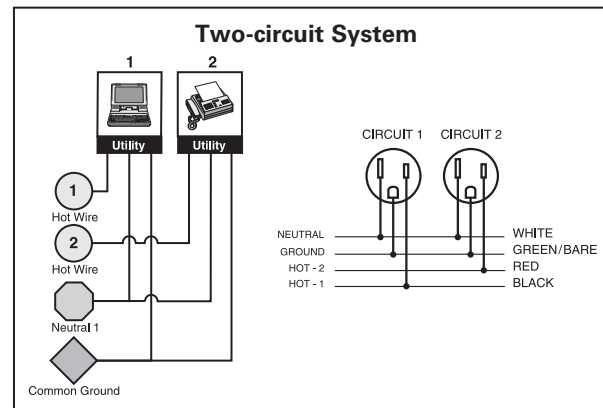 Two-circuit System
1 2
Utility Utility
1
Hot Wire
2
Hot Wire
Neutral 1
Common Ground
CIRCUIT 1 CIRCUIT 2
NEUTRAL WHITE
GROUND GREEN/BARE
HOT - 2 RED
HOT - 1 BLACK